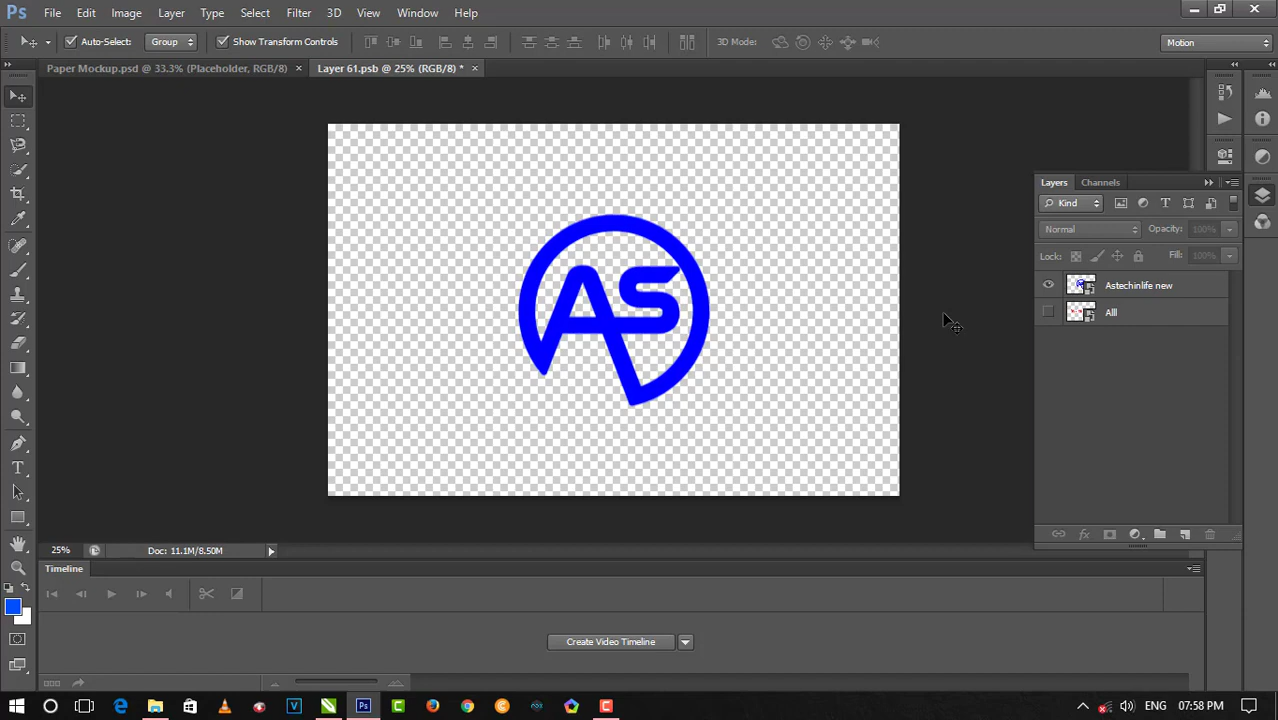 Ps File Edit Image Layer Type Select Filter 3D View Window Help
Auto-Select: Group Show Transform Controls 3D Mode: Motion
Paper Mockup.psd @ 33.3% (Placeholder, RGB/8) × Layer 61.psb @ 25% (RGB/8) * ×
AS
Layers Channels
Kind
Normal Opacity: 100%
Lock: Fill: 100%
Astechinlife new
Alll
25% Doc: 11.1M/8.50M
Timeline
Create Video Timeline
ENG 07:58 PM